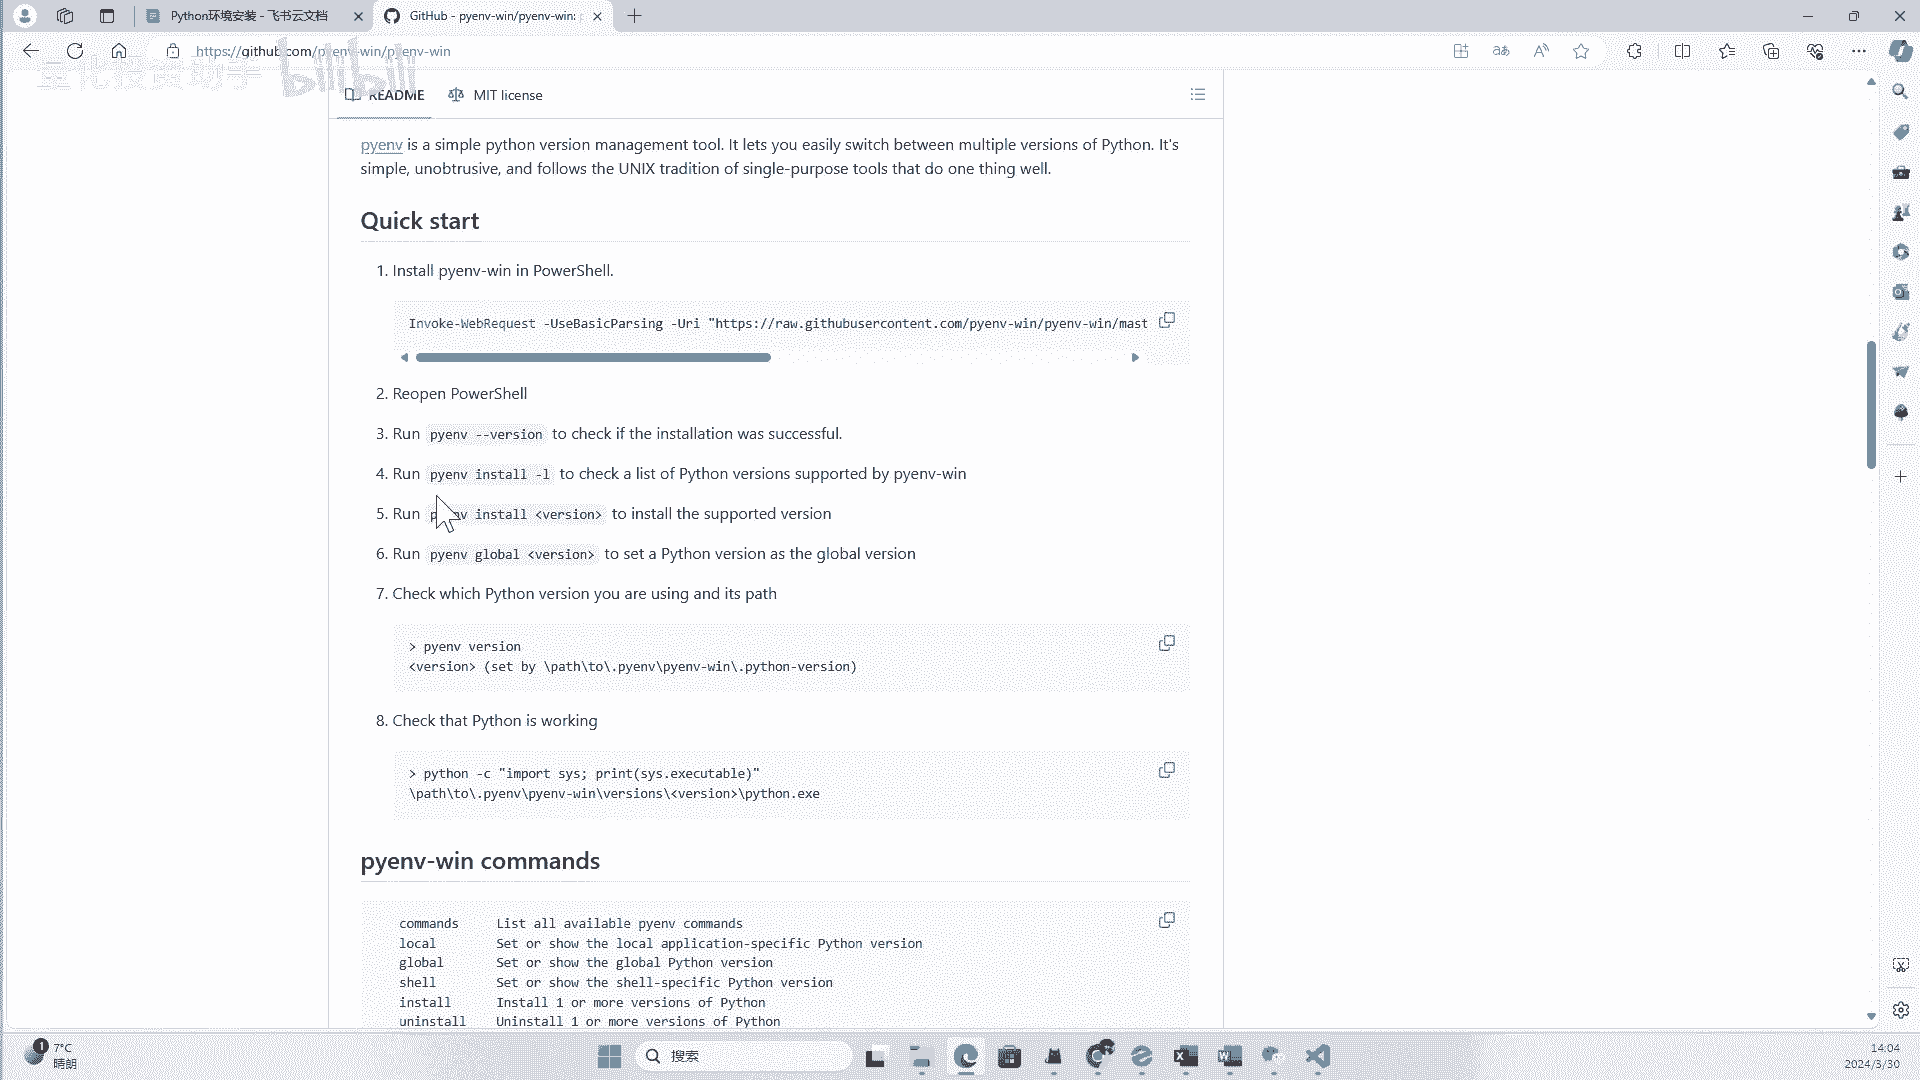 Python环境安装 - 飞书云文档
GitHub - pyenv-win/pyenv-win:
https://github.com/pyenv-win/pyenv-win
量化投资助手 bilibili
README
MIT license
pyenv is a simple python version management tool. It lets you easily switch between multiple versions of Python. It's
simple, unobtrusive, and follows the UNIX tradition of single-purpose tools that do one thing well.
Quick start
1. Install pyenv-win in PowerShell.
Invoke-WebRequest -UseBasicParsing -Uri "https://raw.githubusercontent.com/pyenv-win/pyenv-win/mast
2. Reopen PowerShell
3. Run pyenv --version to check if the installation was successful.
4. Run pyenv install -l to check a list of Python versions supported by pyenv-win
5. Run pyenv install <version> to install the supported version
6. Run pyenv global <version> to set a Python version as the global version
7. Check which Python version you are using and its path
> pyenv version
<version> (set by \path\to\.pyenv\pyenv-win\.python-version)
8. Check that Python is working
> python -c "import sys; print(sys.executable)"
\path\to\.pyenv\pyenv-win\versions\<version>\python.exe
pyenv-win commands
commands List all available pyenv commands
local Set or show the local application-specific Python version
global Set or show the global Python version
shell Set or show the shell-specific Python version
install Install 1 or more versions of Python
uninstall Uninstall 1 or more versions of Python
1
7°C
晴朗
搜索
14:04
2024/3/30